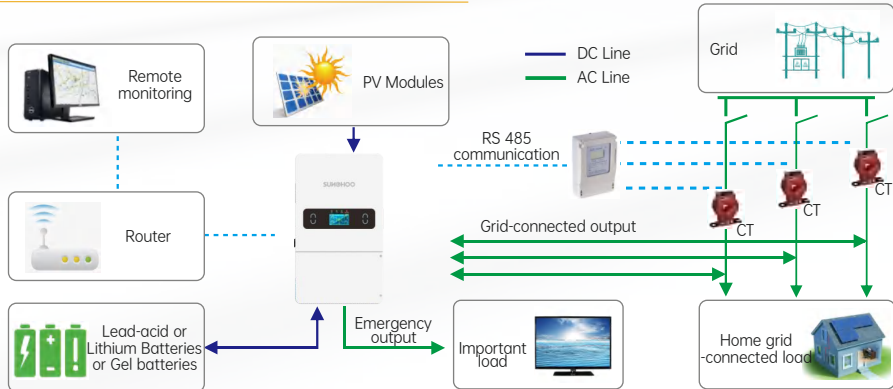 Remote
monitoring
PV Modules
DC Line
AC Line
Grid
RS 485
communication
CT
CT
CT
SUNBHOO
Router
Grid-connected output
Lead-acid or
Lithium Batteries
or Gel batteries
Emergency
output
Important
load
Home grid
-connected load